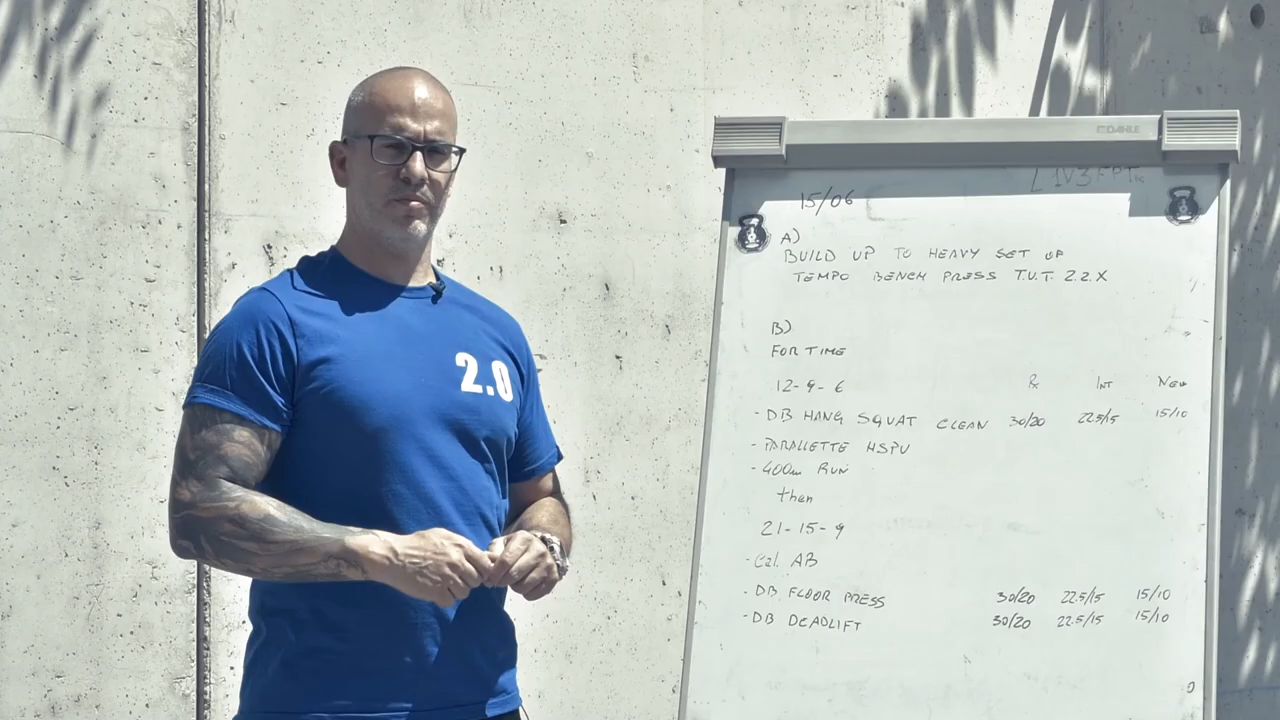 2.0
DAHLE
15/06
A)
BUILD UP TO HEAVY SET OF
TEMPO BENCH PRESS T.U.T. 2.2.X
B)
FOR TIME
12-9-6 Rx INT NEW
- DB HANG SQUAT CLEAN 30/20 22.5/15 15/10
- PARALLETTE HSPU
- 400m RUN
then
21-15-9
- Cal. AB
- DB FLOOR PRESS 30/20 22.5/15 15/10
- DB DEADLIFT 30/20 22.5/15 15/10